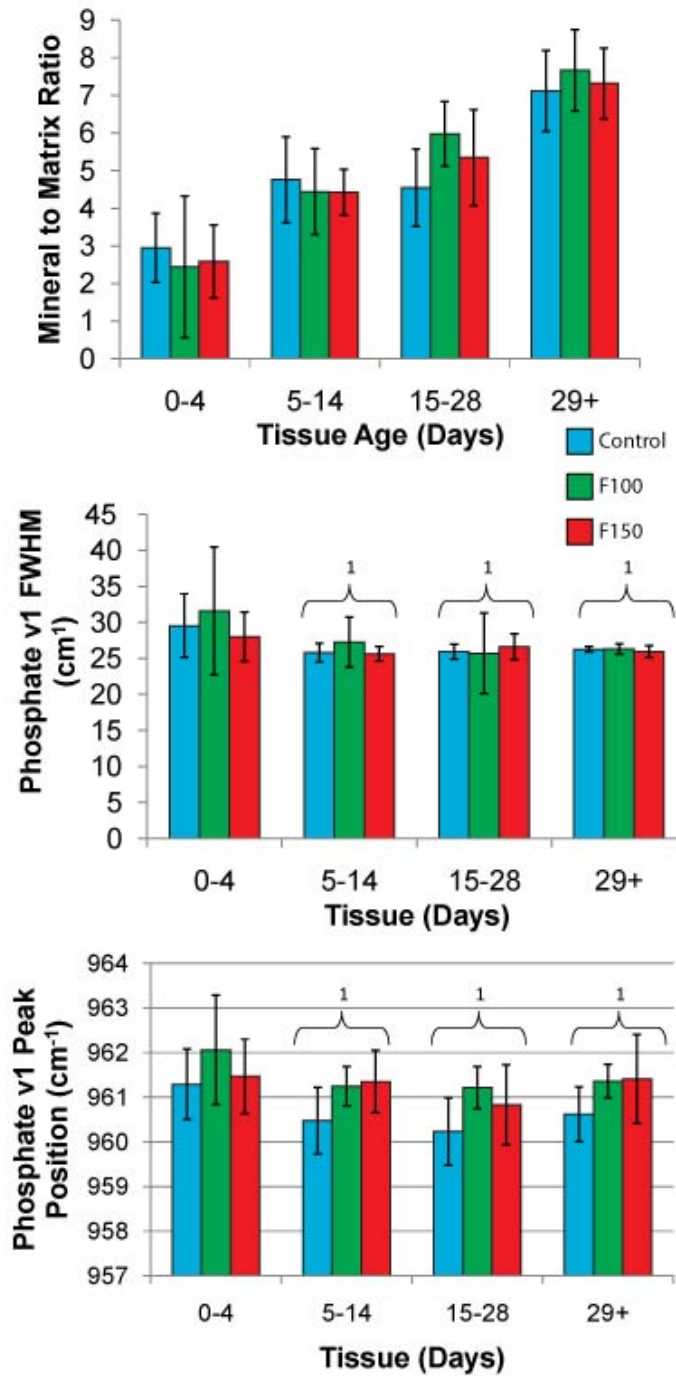 9
8
7
6
5
4
3
2
1
0
Mineral to Matrix Ratio
0-4 5-14 15-28 29+
Tissue Age (Days)
Control
F100
F150
45
40
35
30
25
20
15
10
5
0
Phosphate v1 FWHM
(cm-1)
1 1 1
0-4 5-14 15-28 29+
Tissue (Days)
964
963
962
961
960
959
958
957
Phosphate v1 Peak
Position (cm-1)
1 1 1
0-4 5-14 15-28 29+
Tissue (Days)